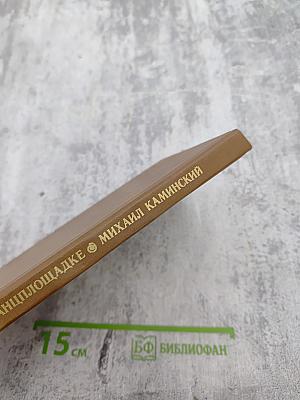 АНЦПЛОЩАДКЕ МИХАИЛ КАМИНСКИЙ
15 см
БФ БИБЛИОФАН